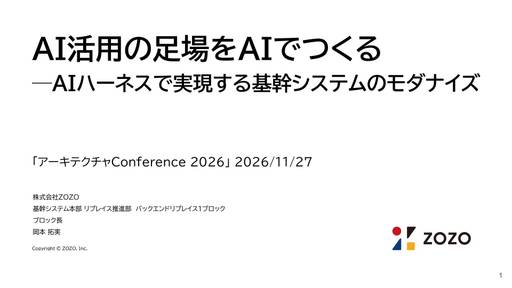 AI活用の足場をAIでつくる
―AIハーネスで実現する基幹システムのモダナイズ
「アーキテクチャConference 2026」 2026/11/27
株式会社ZOZO
基幹システム本部 リプレイス推進部 バックエンドリプレイス1ブロック
ブロック長
岡本 拓実
Copyright © ZOZO, Inc.
ZOZO
1